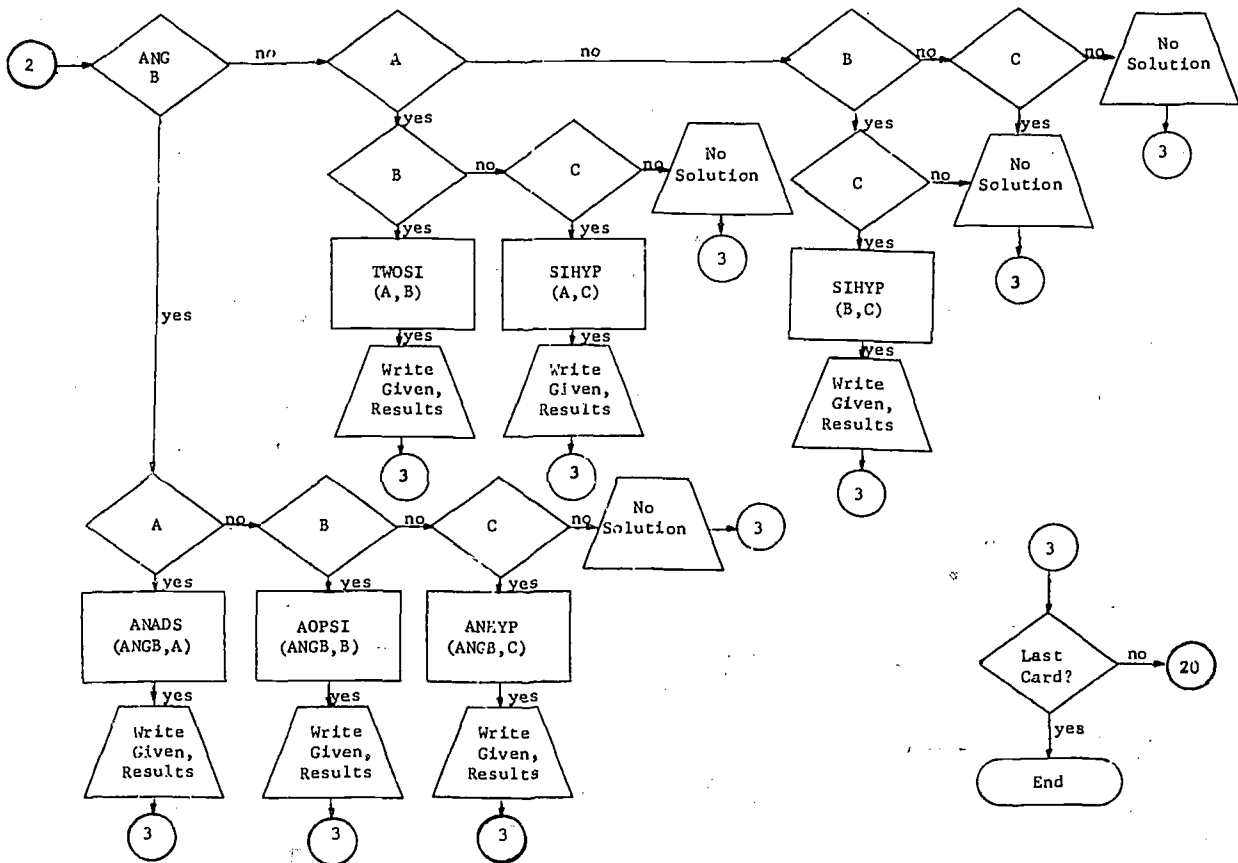 2
ANG
B
no
A
no
B
no
C
no
No
Solution
yes
yes
yes
3
B
no
C
no
No
Solution
C
no
No
Solution
yes
yes
3
yes
3
TWOSI
(A,B)
SIHYP
(A,C)
SIHYP
(B,C)
yes
yes
yes
yes
Write
Given,
Results
Write
Given,
Results
Write
Given,
Results
3
3
3
A
no
B
no
C
no
No
Solution
3
yes
yes
yes
ANADS
(ANGB,A)
AOPSI
(ANGB,B)
ANHYP
(ANGB,C)
yes
yes
yes
Write
Given,
Results
Write
Given,
Results
Write
Given,
Results
3
3
3
3
Last
Card?
no
20
yes
End